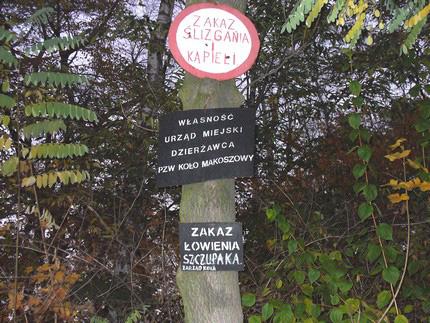 ZAKAZ
ŚLIZGANIA
I
KĄPIELI
WŁASNOŚĆ
URZĄD MIEJSKI
DZIERŻAWCA
PZW KOŁO MAKOSZOWY
ZAKAZ
ŁOWIENIA
SZCZUPAKA
ZARZĄD KOŁA